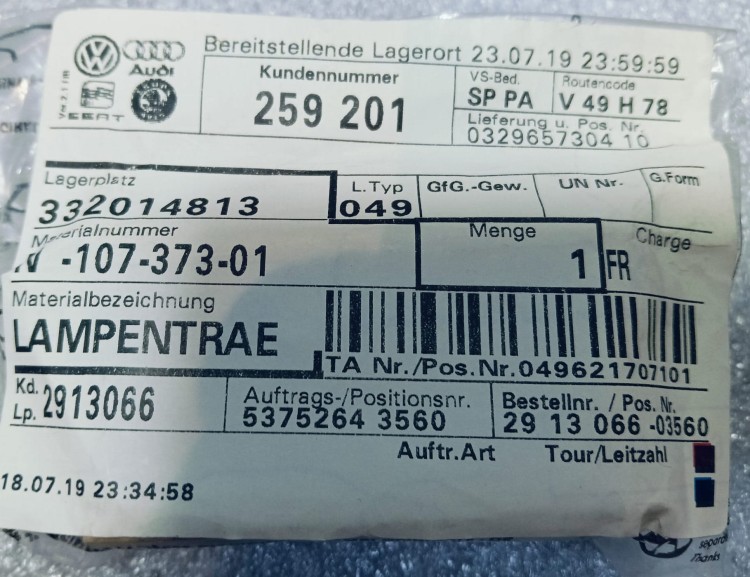 Audi
SEAT
Bereitstellende Lagerort 23.07.19 23:59:59
Kundennummer
259 201
VS-Bed.
SP PA
Routencode
V 49 H 78
Lieferung u. Pos. Nr.
0329657304 10
Lagerplatz
332014813
L.Typ
049
GfG.-Gew.
UN Nr.
G.Form
Materialnummer
N -107-373-01
Menge
1 FR
Charge
Materialbezeichnung
LAMPENTRAE
TA Nr./Pos.Nr.049621707101
Kd.
Lp. 2913066
Auftrags-/Positionsnr.
5375264 3560
Bestellnr. / Pos. Nr.
29 13 066 -03560
Auftr.Art
Tour/Leitzahl
18.07.19 23:34:58
Thanks